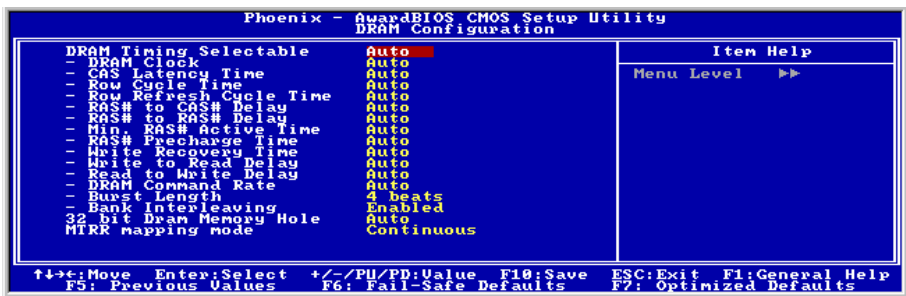 Phoenix - AwardBIOS CMOS Setup Utility
DRAM Configuration
DRAM Timing Selectable Auto
- DRAM Clock Auto
- CAS Latency Time Auto
- Row Cycle Time Auto
- Row Refresh Cycle Time Auto
- RAS# to CAS# Delay Auto
- RAS# to RAS# Delay Auto
- Min. RAS# Active Time Auto
- RAS# Precharge Time Auto
- Write Recovery Time Auto
- Write to Read Delay Auto
- Read to Write Delay Auto
- DRAM Command Rate Auto
- Burst Length 4 beats
- Bank Interleaving Enabled
32 bit Dram Memory Hole Auto
MTRR mapping mode Continuous
Item Help
Menu Level ▶▶
↑↓→←:Move Enter:Select +/-/PU/PD:Value F10:Save ESC:Exit F1:General Help
F5: Previous Values F6: Fail-Safe Defaults F7: Optimized Defaults